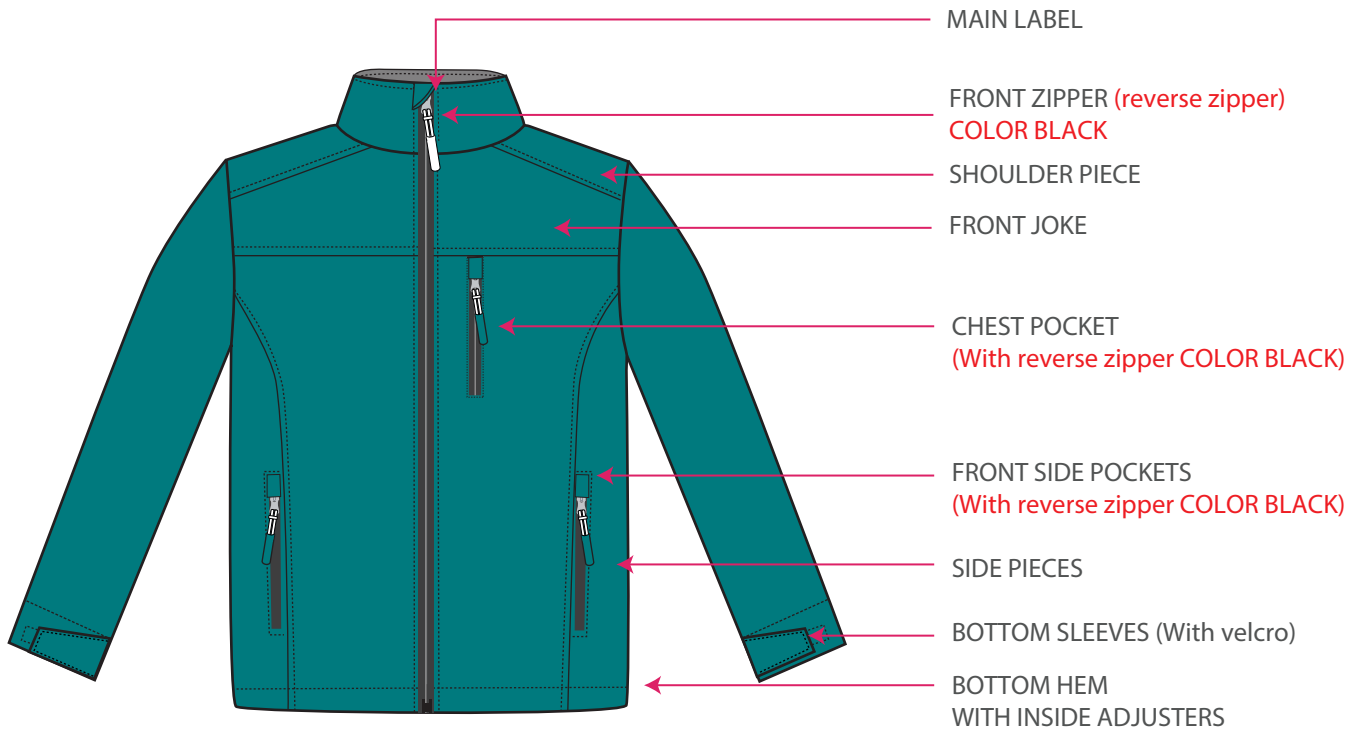 MAIN LABEL
FRONT ZIPPER (reverse zipper)
COLOR BLACK
SHOULDER PIECE
FRONT JOKE
CHEST POCKET
(With reverse zipper COLOR BLACK)
FRONT SIDE POCKETS
(With reverse zipper COLOR BLACK)
SIDE PIECES
BOTTOM SLEEVES (With velcro)
BOTTOM HEM
WITH INSIDE ADJUSTERS